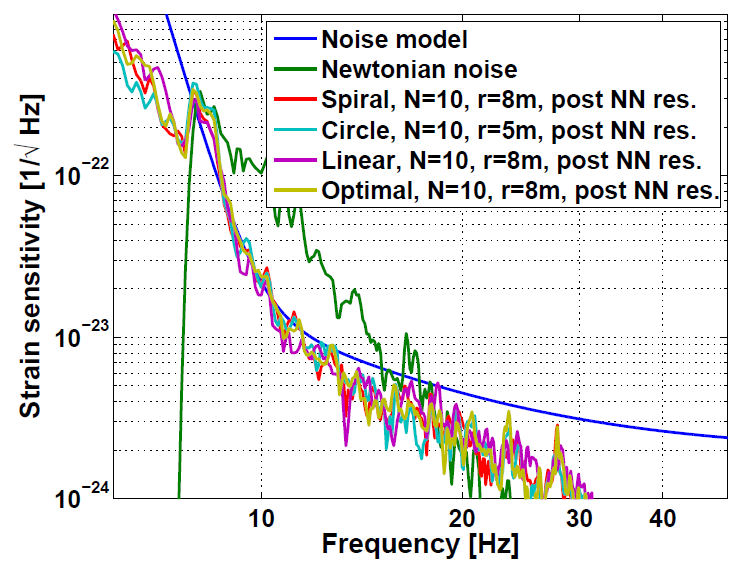 Noise model
Newtonian noise
Spiral, N=10, r=8m, post NN res.
Circle, N=10, r=5m, post NN res.
Linear, N=10, r=8m, post NN res.
Optimal, N=10, r=8m, post NN res.
Strain sensitivity [1/√ Hz]
10−22
10−23
10−24
10 20 30 40
Frequency [Hz]